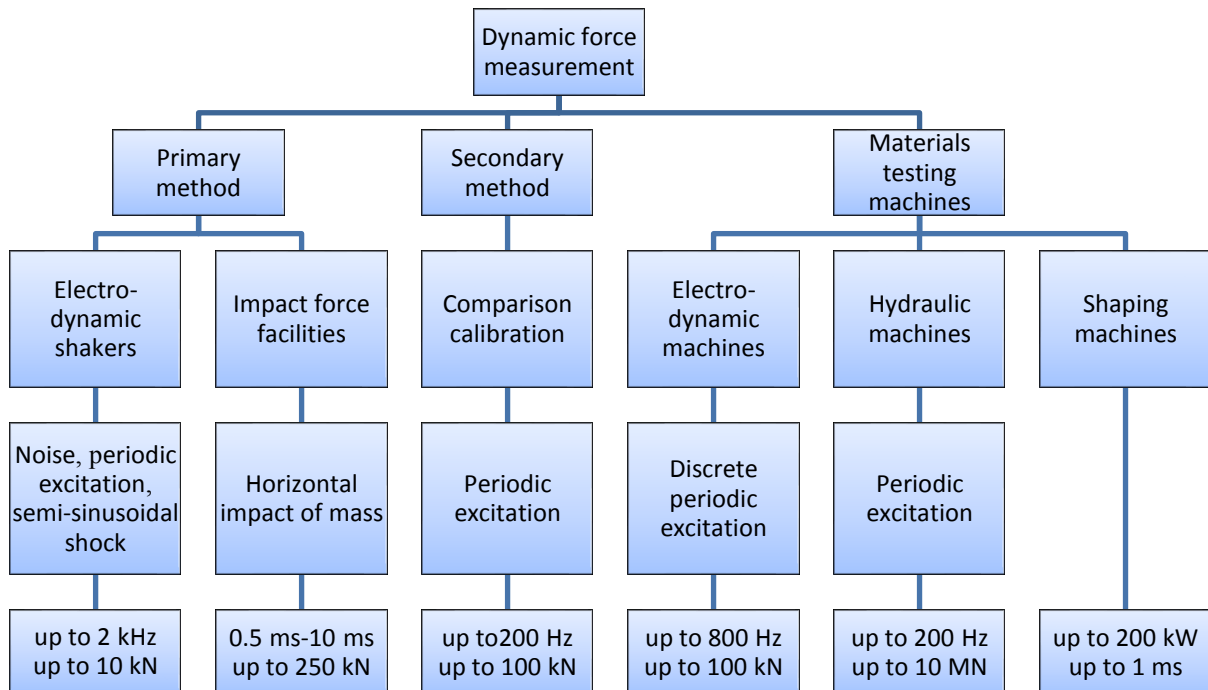 Dynamic force
measurement
Primary
method
Secondary
method
Materials
testing
machines
Electro-
dynamic
shakers
Impact force
facilities
Comparison
calibration
Electro-
dynamic
machines
Hydraulic
machines
Shaping
machines
Noise, periodic
excitation,
semi-sinusoidal
shock
Horizontal
impact of mass
Periodic
excitation
Discrete
periodic
excitation
Periodic
excitation
up to 2 kHz
up to 10 kN
0.5 ms-10 ms
up to 250 kN
up to200 Hz
up to 100 kN
up to 800 Hz
up to 100 kN
up to 200 Hz
up to 10 MN
up to 200 kW
up to 1 ms